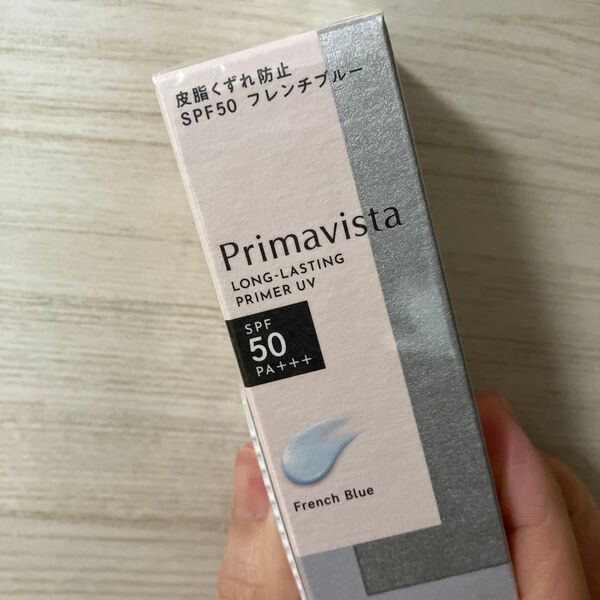 皮脂くずれ防止
SPF50 フレンチブルー
Primavista
LONG-LASTING
PRIMER UV
SPF
50
PA+++
French Blue